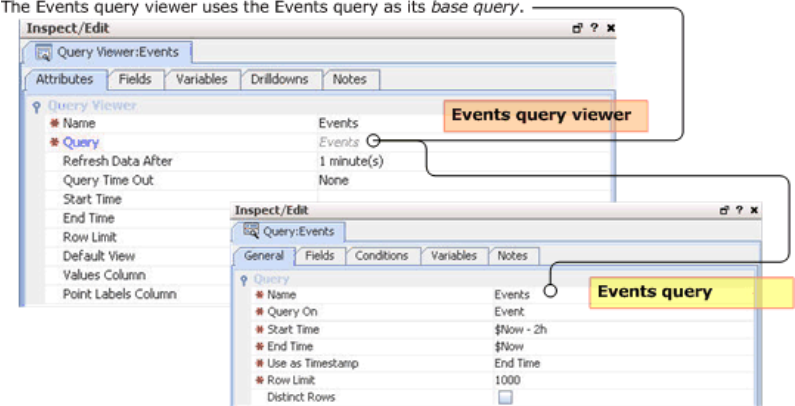 The Events query viewer uses the Events query as its base query.
Inspect/Edit
Query Viewer:Events
Attributes Fields Variables Drilldowns Notes
Query Viewer
Events query viewer
Name Events
Query Events
Refresh Data After 1 minute(s)
Query Time Out None
Start Time
End Time
Row Limit
Default View
Values Column
Point Labels Column
Inspect/Edit
Query:Events
General Fields Conditions Variables Notes
Query
Events query
Name Events
Query On Event
Start Time $Now - 2h
End Time $Now
Use as Timestamp End Time
Row Limit 1000
Distinct Rows